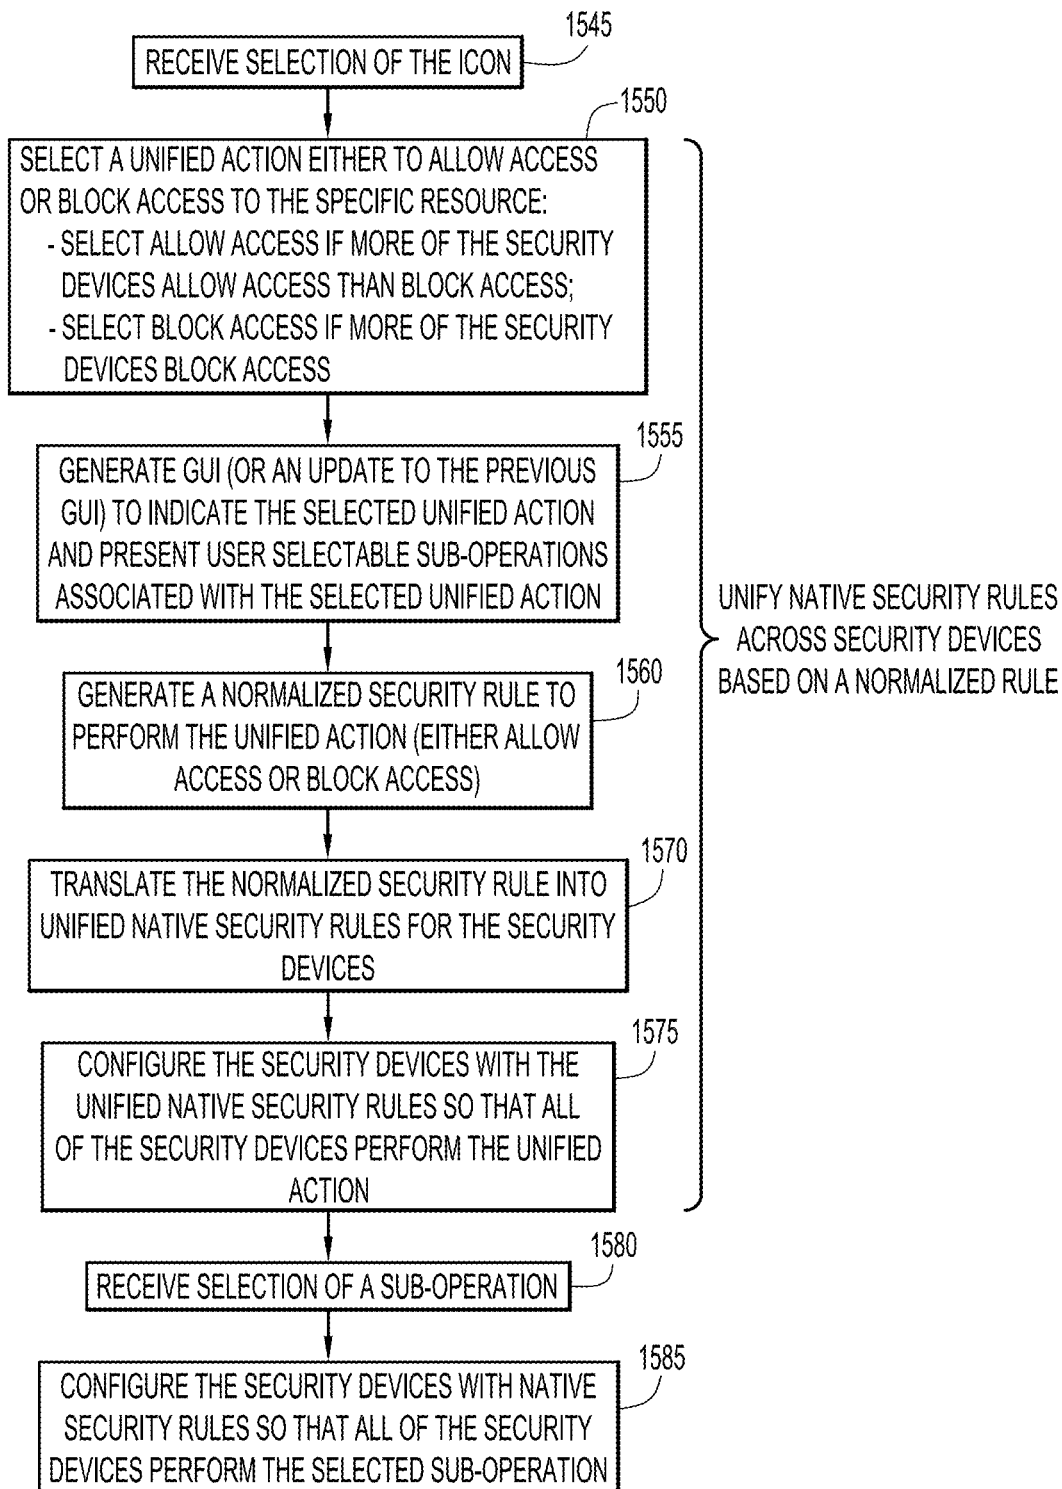 1545
RECEIVE SELECTION OF THE ICON
1550
SELECT A UNIFIED ACTION EITHER TO ALLOW ACCESS
OR BLOCK ACCESS TO THE SPECIFIC RESOURCE:
- SELECT ALLOW ACCESS IF MORE OF THE SECURITY
DEVICES ALLOW ACCESS THAN BLOCK ACCESS;
- SELECT BLOCK ACCESS IF MORE OF THE SECURITY
DEVICES BLOCK ACCESS
1555
GENERATE GUI (OR AN UPDATE TO THE PREVIOUS
GUI) TO INDICATE THE SELECTED UNIFIED ACTION
AND PRESENT USER SELECTABLE SUB-OPERATIONS
ASSOCIATED WITH THE SELECTED UNIFIED ACTION
UNIFY NATIVE SECURITY RULES
ACROSS SECURITY DEVICES
BASED ON A NORMALIZED RULE
1560
GENERATE A NORMALIZED SECURITY RULE TO
PERFORM THE UNIFIED ACTION (EITHER ALLOW
ACCESS OR BLOCK ACCESS)
1570
TRANSLATE THE NORMALIZED SECURITY RULE INTO
UNIFIED NATIVE SECURITY RULES FOR THE SECURITY
DEVICES
1575
CONFIGURE THE SECURITY DEVICES WITH THE
UNIFIED NATIVE SECURITY RULES SO THAT ALL
OF THE SECURITY DEVICES PERFORM THE UNIFIED
ACTION
1580
RECEIVE SELECTION OF A SUB-OPERATION
1585
CONFIGURE THE SECURITY DEVICES WITH NATIVE
SECURITY RULES SO THAT ALL OF THE SECURITY
DEVICES PERFORM THE SELECTED SUB-OPERATION